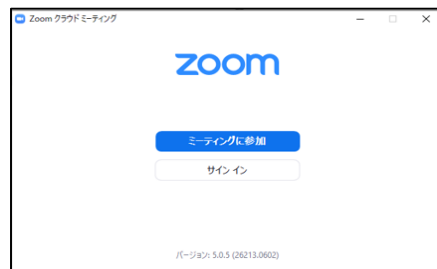 Zoom クラウドミーティング
zoom
ミーティングに参加
サイン イン
バージョン: 5.0.5 (26213.0602)